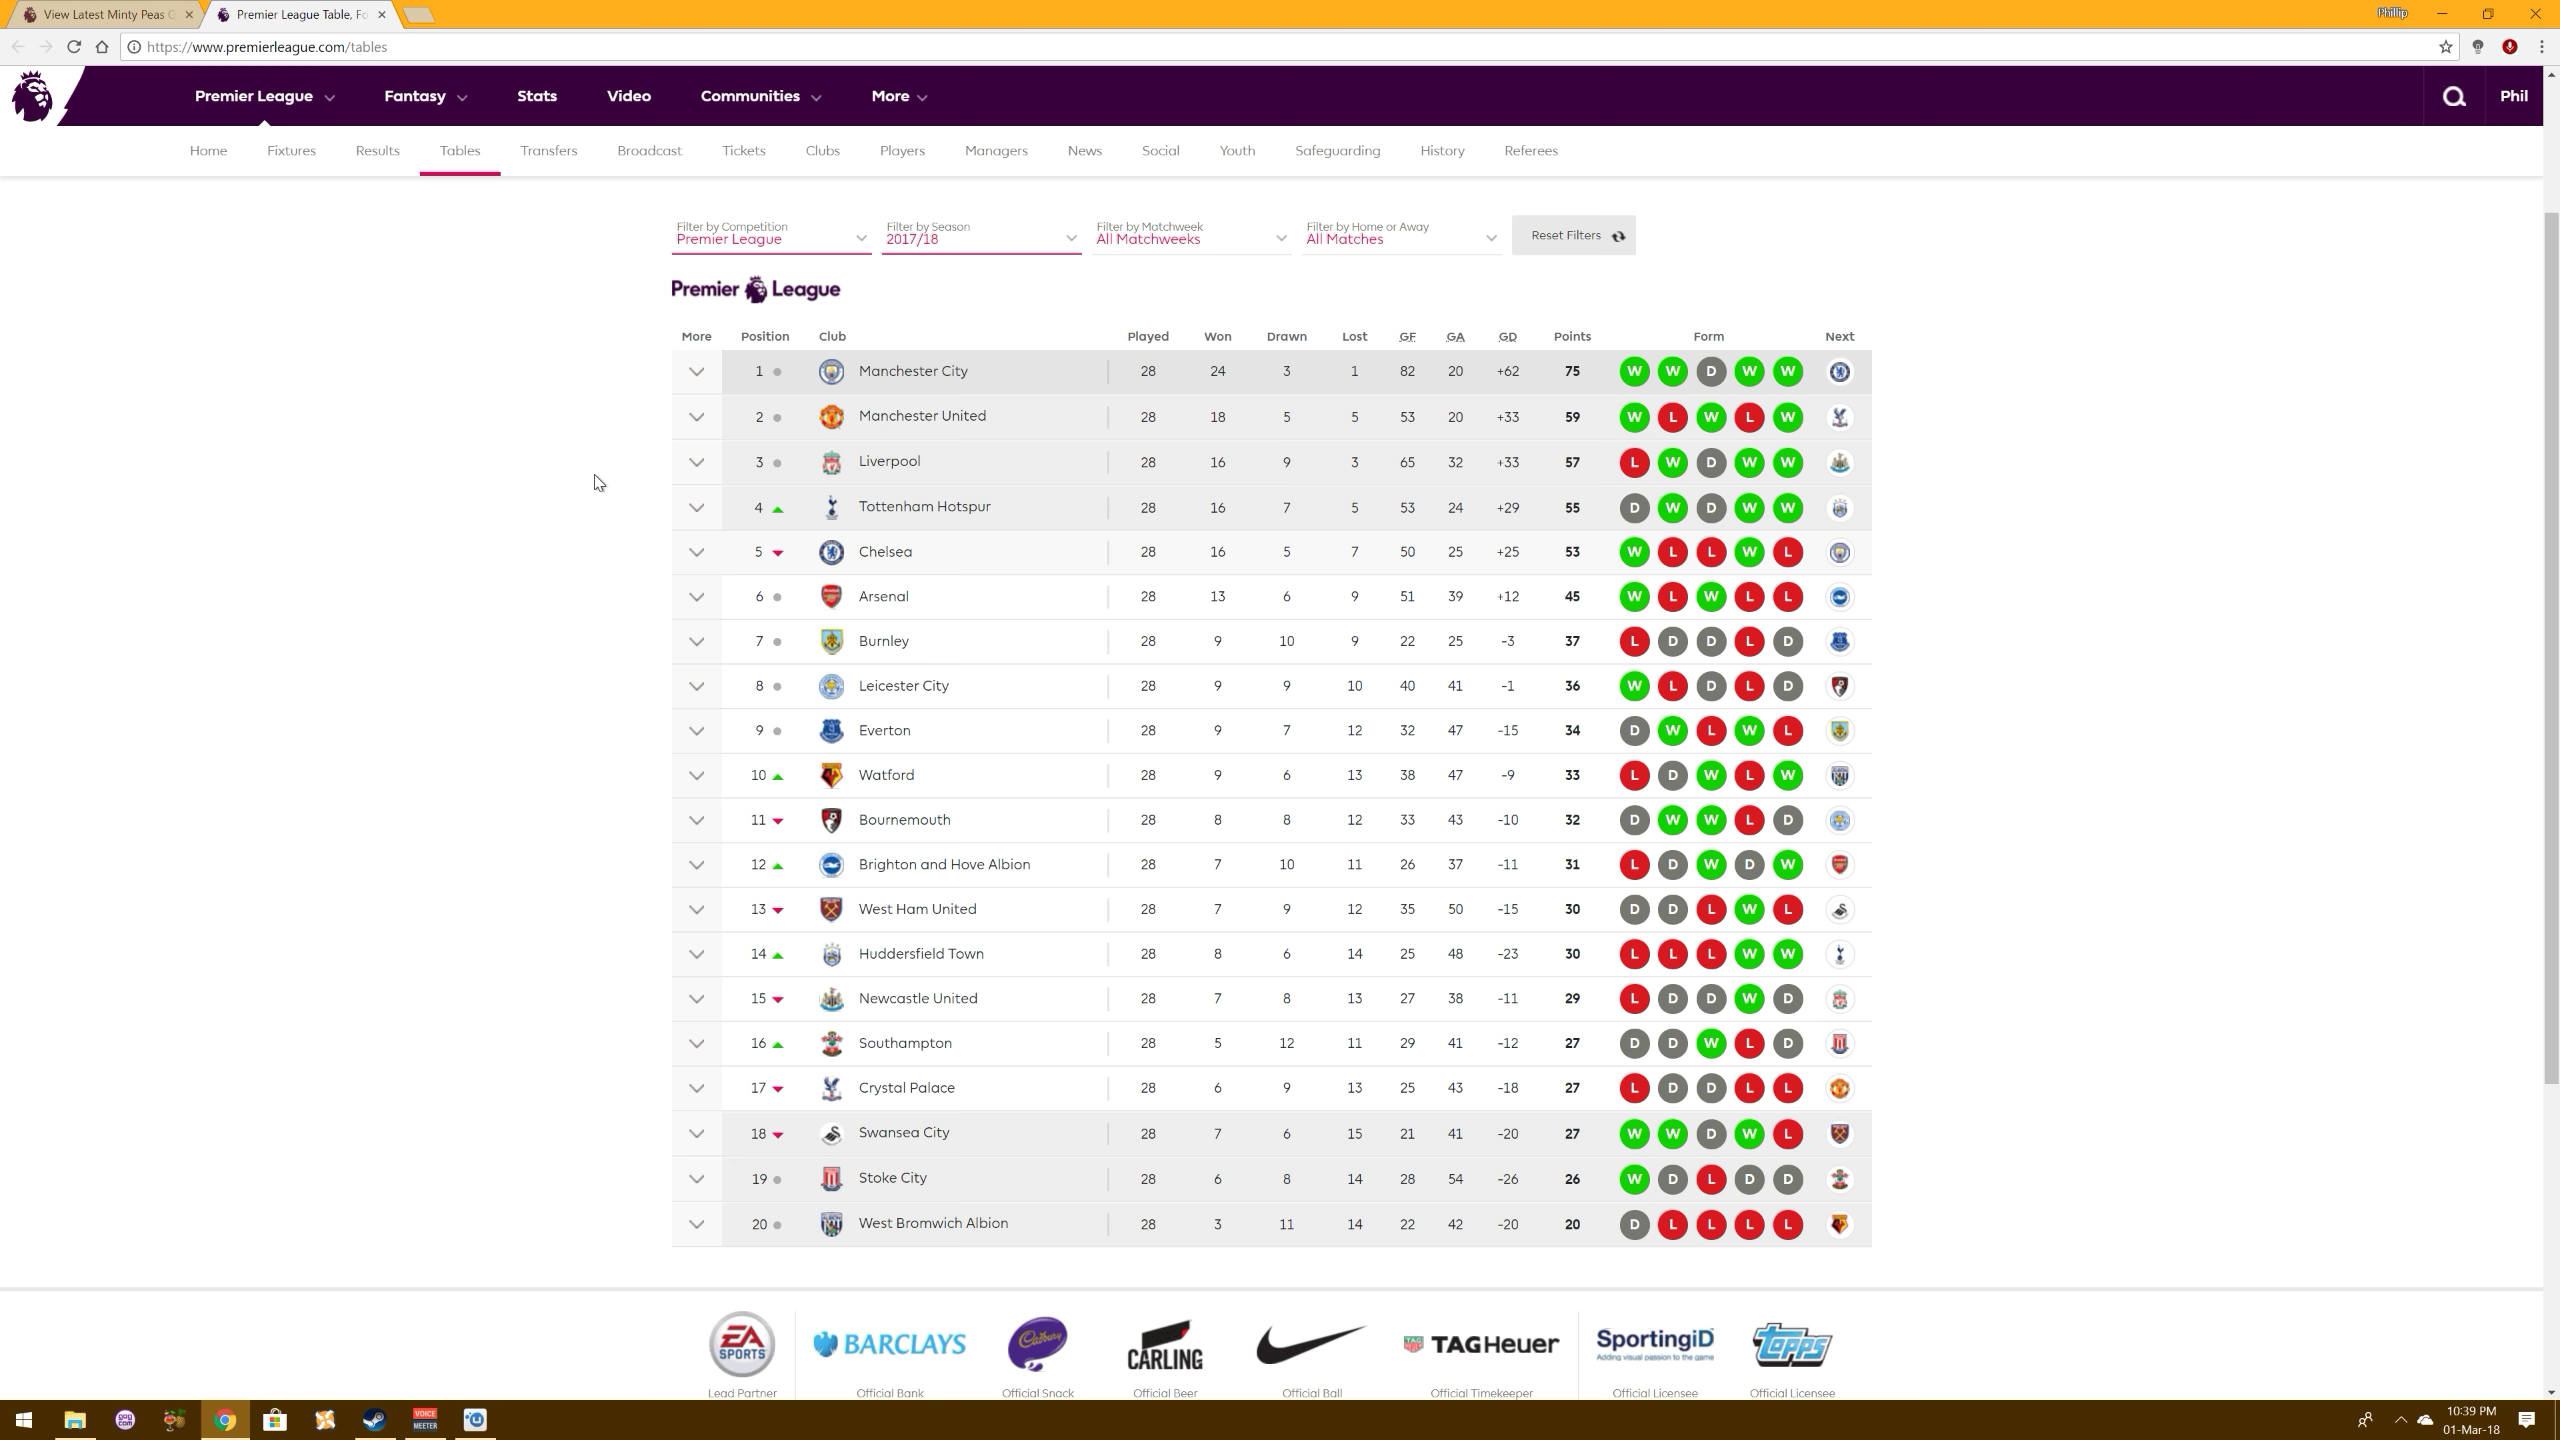 View Latest Minty Peas G
Premier League Table, Fo
Phillip
https://www.premierleague.com/tables
Premier League Fantasy Stats Video Communities More Phil
Home Fixtures Results Tables Transfers Broadcast Tickets Clubs Players Managers News Social Youth Safeguarding History Referees
Filter by Competition Filter by Season Filter by Matchweek Filter by Home or Away
Premier League 2017/18 All Matchweeks All Matches Reset Filters
Premier League
More Position Club Played Won Drawn Lost GF GA GD Points Form Next
1 Manchester City 28 24 3 1 82 20 +62 75 W W D W W
2 Manchester United 28 18 5 5 53 20 +33 59 W L W L W
3 Liverpool 28 16 9 3 65 32 +33 57 L W D W W
4 Tottenham Hotspur 28 16 7 5 53 24 +29 55 D W D W W
5 Chelsea 28 16 5 7 50 25 +25 53 W L L W L
6 Arsenal 28 13 6 9 51 39 +12 45 W L W L L
7 Burnley 28 9 10 9 22 25 -3 37 L D D L D
8 Leicester City 28 9 9 10 40 41 -1 36 W L D L D
9 Everton 28 9 7 12 32 47 -15 34 D W L W L
10 Watford 28 9 6 13 38 47 -9 33 L D W L W
11 Bournemouth 28 8 8 12 33 43 -10 32 D W W L D
12 Brighton and Hove Albion 28 7 10 11 26 37 -11 31 L D W D W
13 West Ham United 28 7 9 12 35 50 -15 30 D D L W L
14 Huddersfield Town 28 8 6 14 25 48 -23 30 L L L W W
15 Newcastle United 28 7 8 13 27 38 -11 29 L D D W D
16 Southampton 28 5 12 11 29 41 -12 27 D D W L D
17 Crystal Palace 28 6 9 13 25 43 -18 27 L D D L L
18 Swansea City 28 7 6 15 21 41 -20 27 W W D W L
19 Stoke City 28 6 8 14 28 54 -26 26 W D L D D
20 West Bromwich Albion 28 3 11 14 22 42 -20 20 D L L L L
EA SPORTS BARCLAYS Cadbury CARLING TAG TAGHeuer SportingiD Topps
Adding visual passion to the game
Lead Partner Official Bank Official Snack Official Beer Official Ball Official Timekeeper Official Licensee Official Licensee
gog.com VOICE MEETER
10:39 PM
01-Mar-18